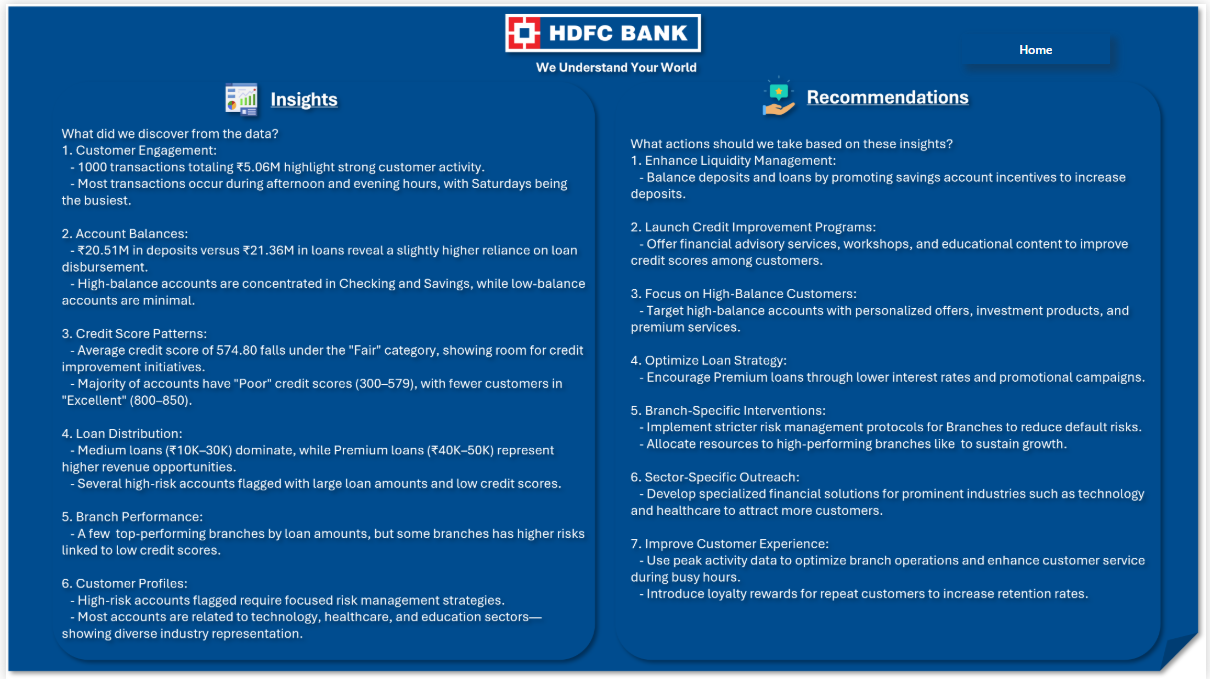 HDFC BANK
We Understand Your World
Home
Insights
What did we discover from the data?
1. Customer Engagement:
- 1000 transactions totaling ₹5.06M highlight strong customer activity.
- Most transactions occur during afternoon and evening hours, with Saturdays being
the busiest.
2. Account Balances:
- ₹20.51M in deposits versus ₹21.36M in loans reveal a slightly higher reliance on loan
disbursement.
- High-balance accounts are concentrated in Checking and Savings, while low-balance
accounts are minimal.
3. Credit Score Patterns:
- Average credit score of 574.80 falls under the "Fair" category, showing room for credit
improvement initiatives.
- Majority of accounts have "Poor" credit scores (300–579), with fewer customers in
"Excellent" (800–850).
4. Loan Distribution:
- Medium loans (₹10K–30K) dominate, while Premium loans (₹40K–50K) represent
higher revenue opportunities.
- Several high-risk accounts flagged with large loan amounts and low credit scores.
5. Branch Performance:
- A few  top-performing branches by loan amounts, but some branches has higher risks
linked to low credit scores.
6. Customer Profiles:
- High-risk accounts flagged require focused risk management strategies.
- Most accounts are related to technology, healthcare, and education sectors—
showing diverse industry representation.
Recommendations
What actions should we take based on these insights?
1. Enhance Liquidity Management:
- Balance deposits and loans by promoting savings account incentives to increase
deposits.
2. Launch Credit Improvement Programs:
- Offer financial advisory services, workshops, and educational content to improve
credit scores among customers.
3. Focus on High-Balance Customers:
- Target high-balance accounts with personalized offers, investment products, and
premium services.
4. Optimize Loan Strategy:
- Encourage Premium loans through lower interest rates and promotional campaigns.
5. Branch-Specific Interventions:
- Implement stricter risk management protocols for Branches to reduce default risks.
- Allocate resources to high-performing branches like  to sustain growth.
6. Sector-Specific Outreach:
- Develop specialized financial solutions for prominent industries such as technology
and healthcare to attract more customers.
7. Improve Customer Experience:
- Use peak activity data to optimize branch operations and enhance customer service
during busy hours.
- Introduce loyalty rewards for repeat customers to increase retention rates.